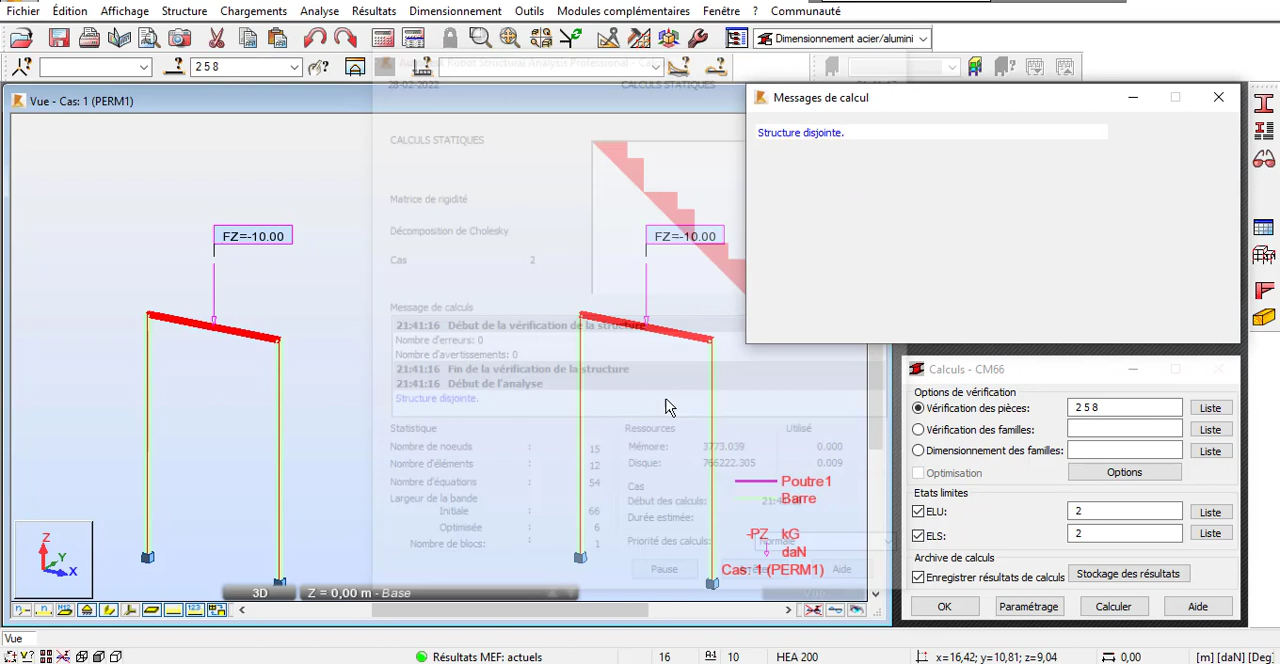 Fichier Édition Affichage Structure Chargements Analyse Résultats Dimensionnement Outils Modules complémentaires Fenêtre ? Communauté
Dimensionnement acier/alumini
2 5 8
28-02-2022 CALCULS STATIQUES
Vue - Cas: 1 (PERM1)
Messages de calcul
Structure disjointe.
CALCULS STATIQUES
Matrice de rigidité
Décomposition de Cholesky
Cas 2
FZ=-10.00
FZ=-10.00
Message de calculs
21:41:16 Début de la vérification de la structure
Nombre d'erreurs: 0
Nombre d'avertissements: 0
21:41:16 Fin de la vérification de la structure
21:41:16 Début de l'analyse
Structure disjointe.
Statistique
Nombre de noeuds : 15
Nombre d'éléments : 12
Nombre d'équations : 54
Largeur de la bande
Initiale : 66
Optimisée : 6
Nombre de blocs: : 1
Ressources Utilisé
Mémoire: 3773.039 0.000
Disque: 766222.305 0.009
Cas
Début des calculs:
Durée estimée:
Priorité des calculs: Normale
Pause
Aide
Poutre1
Barre
-PZ kG
daN
Cas: 1 (PERM1)
Z
Y
X
3D
Z = 0,00 m - Base
Calculs - CM66
Options de vérification
Vérification des pièces: 2 5 8 Liste
Vérification des familles: Liste
Dimensionnement des familles: Liste
Optimisation Options
Etats limites
ELU: 2 Liste
ELS: 2 Liste
Archive de calculs
Enregistrer résultats de calculs Stockage des résultats
OK Paramétrage Calculer Aide
Vue
Résultats MEF: actuels 16 10 HEA 200 x=16,42; y=10,81; z=9,04 0,00 [m] [daN] [Deg